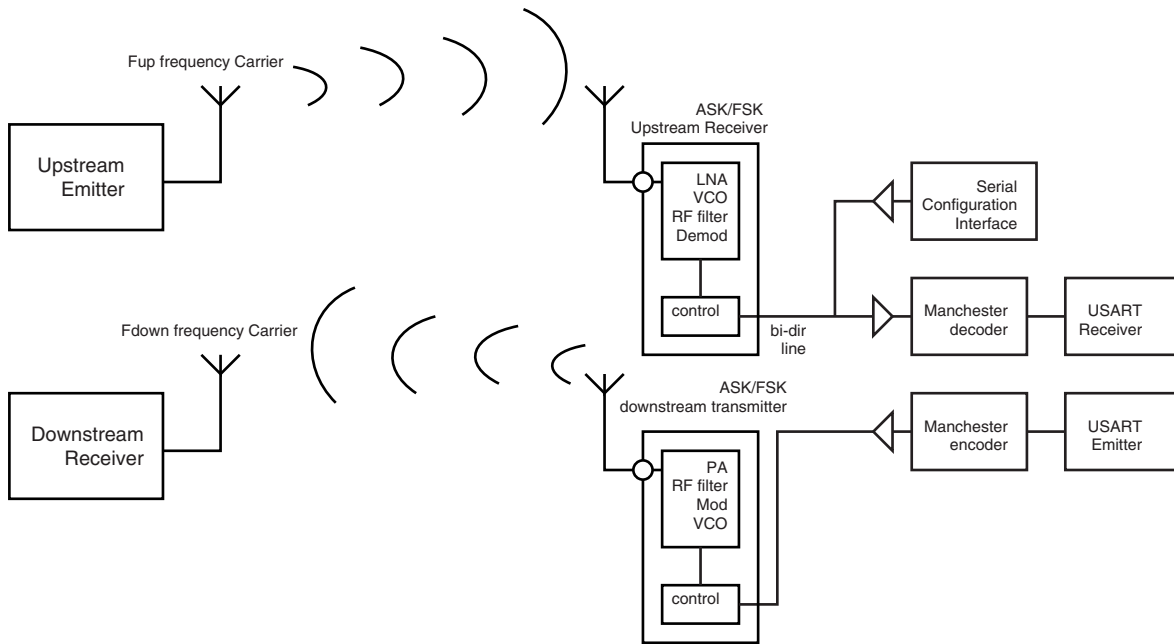 Fup frequency Carrier
Upstream
Emitter
ASK/FSK
Upstream Receiver
LNA
VCO
RF filter
Demod
control
bi-dir
line
Serial
Configuration
Interface
Manchester
decoder
USART
Receiver
Fdown frequency Carrier
Downstream
Receiver
ASK/FSK
downstream transmitter
PA
RF filter
Mod
VCO
control
Manchester
encoder
USART
Emitter